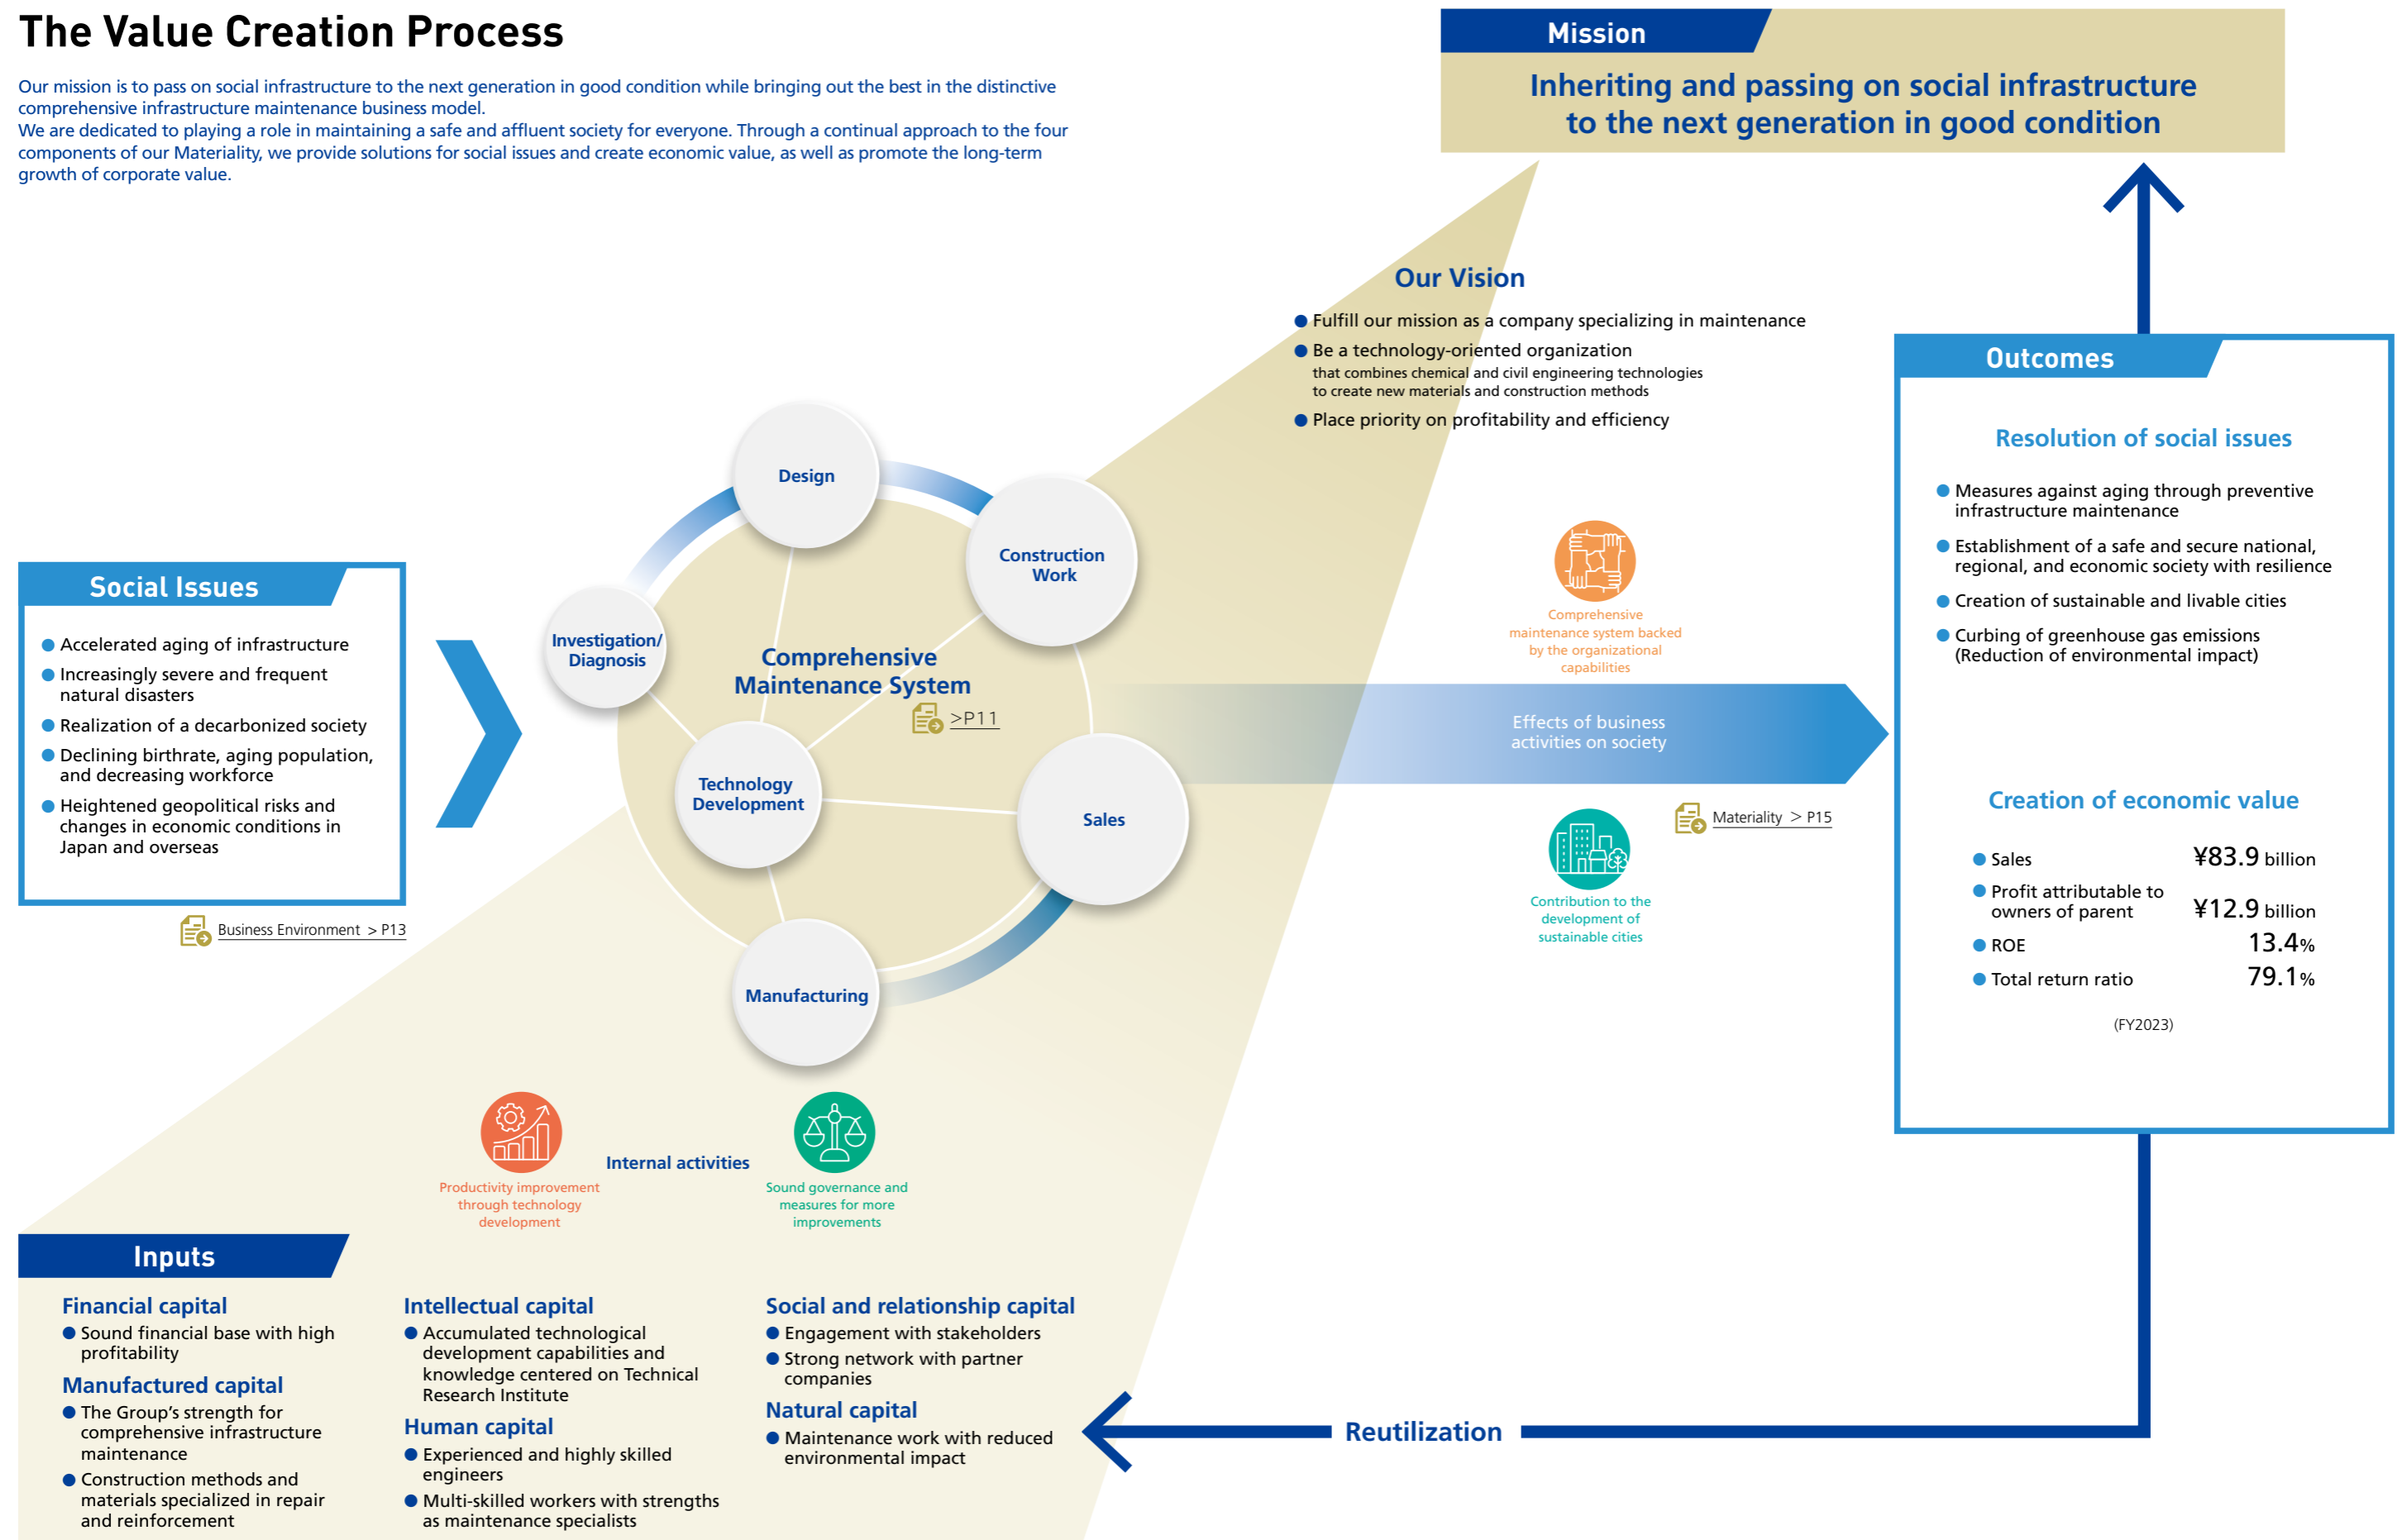 The Value Creation Process
Our mission is to pass on social infrastructure to the next generation in good condition while bringing out the best in the distinctive
comprehensive infrastructure maintenance business model.
We are dedicated to playing a role in maintaining a safe and affluent society for everyone. Through a continual approach to the four
components of our Materiality, we provide solutions for social issues and create economic value, as well as promote the long-term
growth of corporate value.
Mission
Inheriting and passing on social infrastructure
to the next generation in good condition
Our Vision
● Fulfill our mission as a company specializing in maintenance
● Be a technology-oriented organization
that combines chemical and civil engineering technologies
to create new materials and construction methods
● Place priority on profitability and efficiency
Social Issues
● Accelerated aging of infrastructure
● Increasingly severe and frequent
natural disasters
● Realization of a decarbonized society
● Declining birthrate, aging population,
and decreasing workforce
● Heightened geopolitical risks and
changes in economic conditions in
Japan and overseas
Business Environment > P13
Design
Construction
Work
Investigation/
Diagnosis
Comprehensive
Maintenance System
>P11
Technology
Development
Sales
Manufacturing
Comprehensive
maintenance system backed
by the organizational
capabilities
Effects of business
activities on society
Materiality > P15
Contribution to the
development of
sustainable cities
Outcomes
Resolution of social issues
● Measures against aging through preventive
infrastructure maintenance
● Establishment of a safe and secure national,
regional, and economic society with resilience
● Creation of sustainable and livable cities
● Curbing of greenhouse gas emissions
(Reduction of environmental impact)
Creation of economic value
● Sales ¥83.9 billion
● Profit attributable to
owners of parent ¥12.9 billion
● ROE 13.4%
● Total return ratio 79.1%
(FY2023)
Productivity improvement
through technology
development
Internal activities
Sound governance and
measures for more
improvements
Inputs
Financial capital
● Sound financial base with high
profitability
Manufactured capital
● The Group's strength for
comprehensive infrastructure
maintenance
● Construction methods and
materials specialized in repair
and reinforcement
Intellectual capital
● Accumulated technological
development capabilities and
knowledge centered on Technical
Research Institute
Human capital
● Experienced and highly skilled
engineers
● Multi-skilled workers with strengths
as maintenance specialists
Social and relationship capital
● Engagement with stakeholders
● Strong network with partner
companies
Natural capital
● Maintenance work with reduced
environmental impact
Reutilization